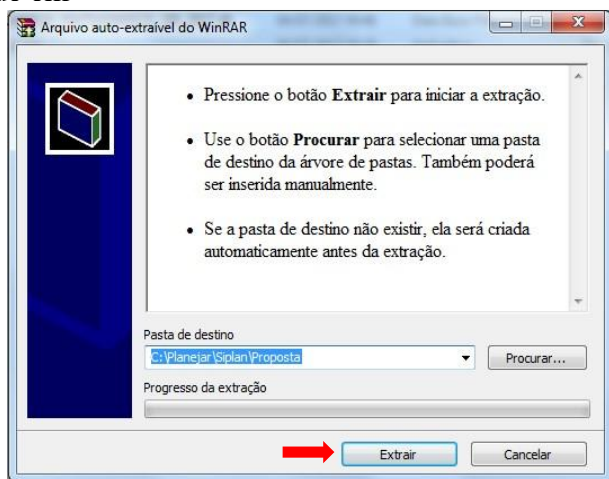 Arquivo auto-extraível do WinRAR
• Pressione o botão Extrair para iniciar a extração.
• Use o botão Procurar para selecionar uma pasta
de destino da árvore de pastas. Também poderá
ser inserida manualmente.
• Se a pasta de destino não existir, ela será criada
automaticamente antes da extração.
Pasta de destino
C:\Planejar\Siplan\Proposta
Procurar...
Progresso da extração
Extrair
Cancelar